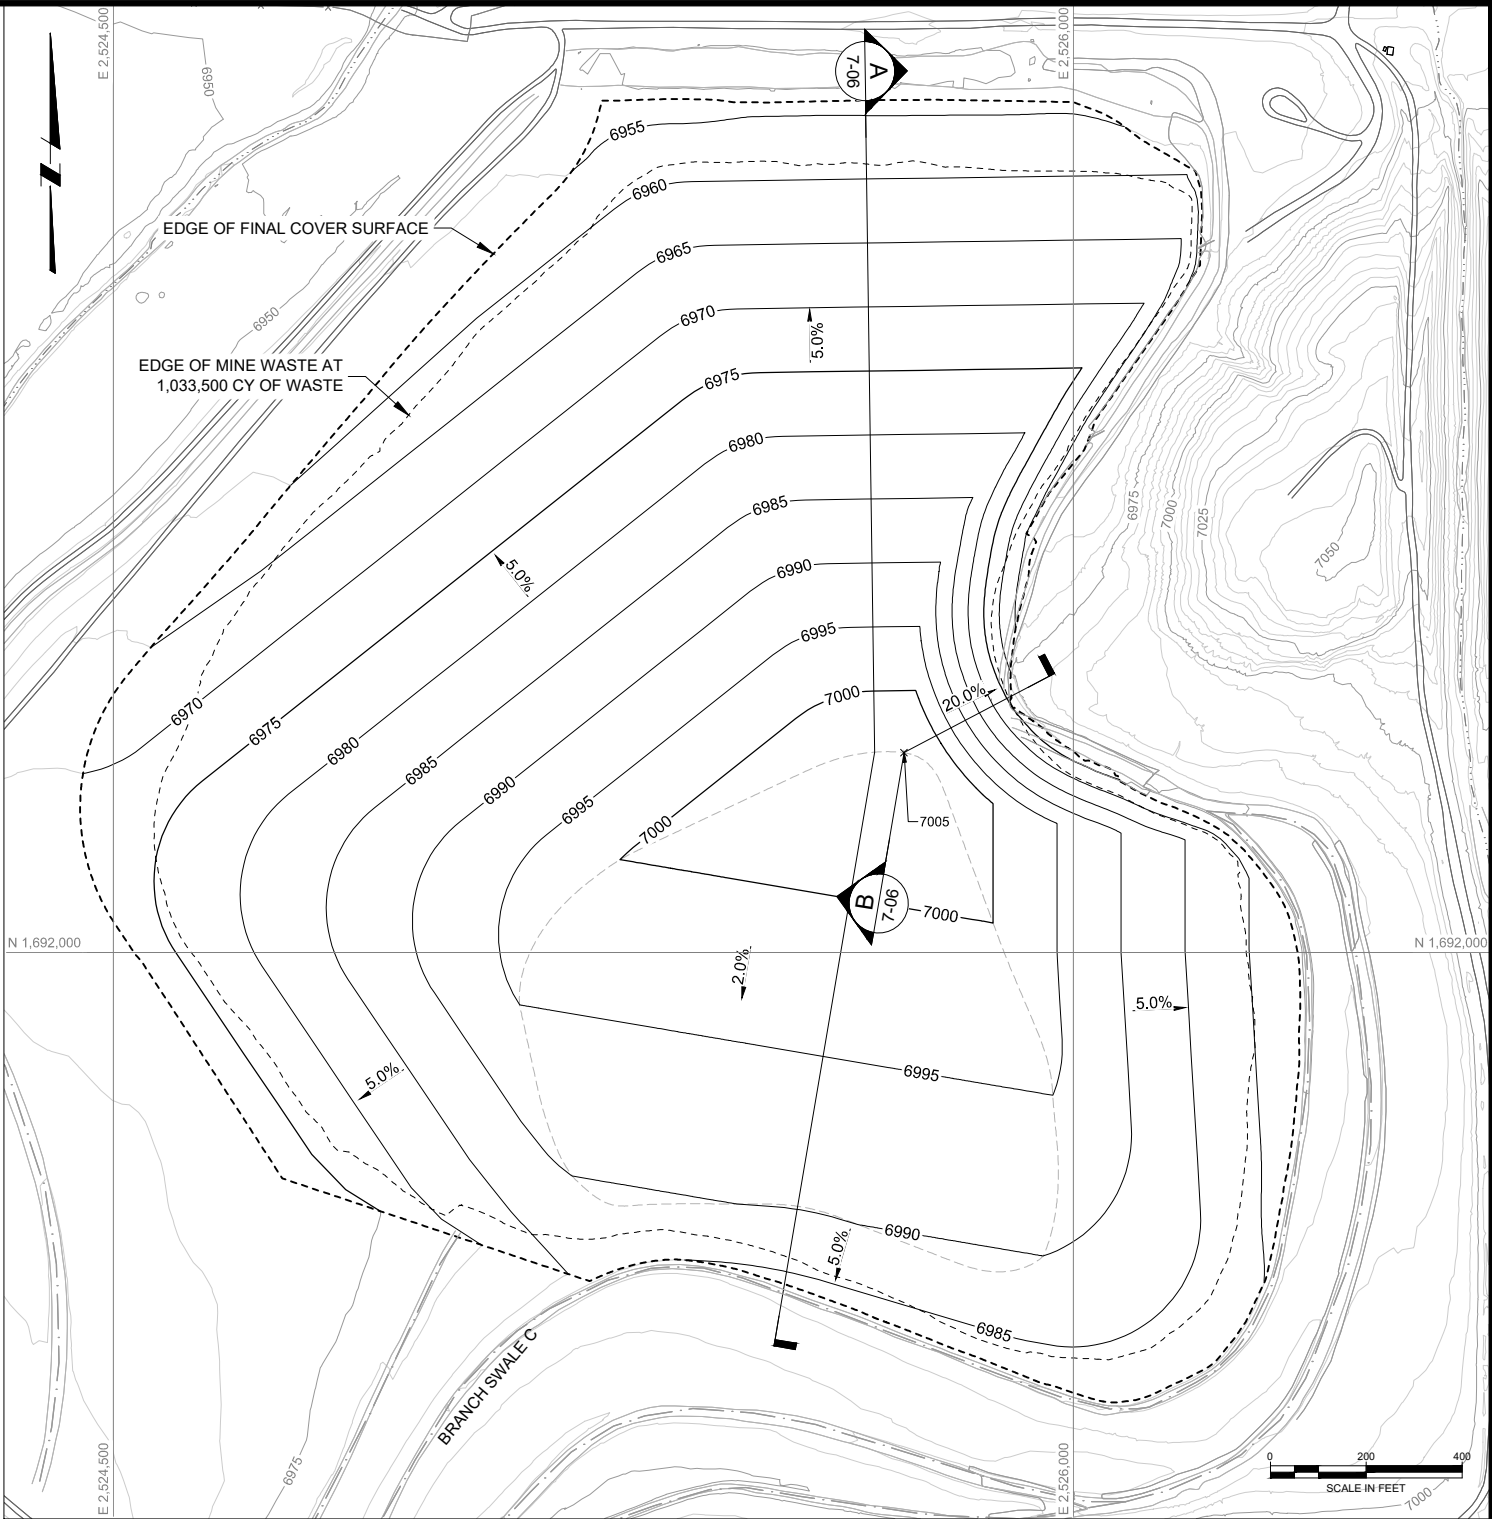 E 2,524,500
E 2,526,000
6950
A
7-06
6955
6960
EDGE OF FINAL COVER SURFACE
6965
6970
6950
5.0%
EDGE OF MINE WASTE AT
1,033,500 CY OF WASTE
6975
6980
6985
6975
7000
7025
7050
5.0%
6990
6995
20.0%
7000
6970
6975
6980
6985
6990
6995
7000
7005
B
7-06
7000
N 1,692,000
N 1,692,000
2.0%
5.0%
5.0%
6995
6990
5.0%
6985
BRANCH SWALE C
6975
E 2,524,500
E 2,526,000
0 200 400
SCALE IN FEET
7000
N